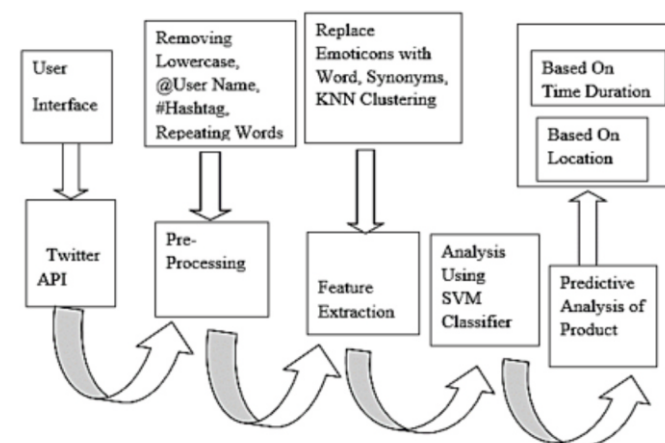 User
Interface
Removing
Lowercase,
@User Name,
#Hashtag,
Repeating Words
Replace
Emoticons with
Word, Synonyms,
KNN Clustering
Based On
Time Duration
Based On
Location
Twitter
API
Pre-
Processing
Feature
Extraction
Analysis
Using
SVM
Classifier
Predictive
Analysis of
Product